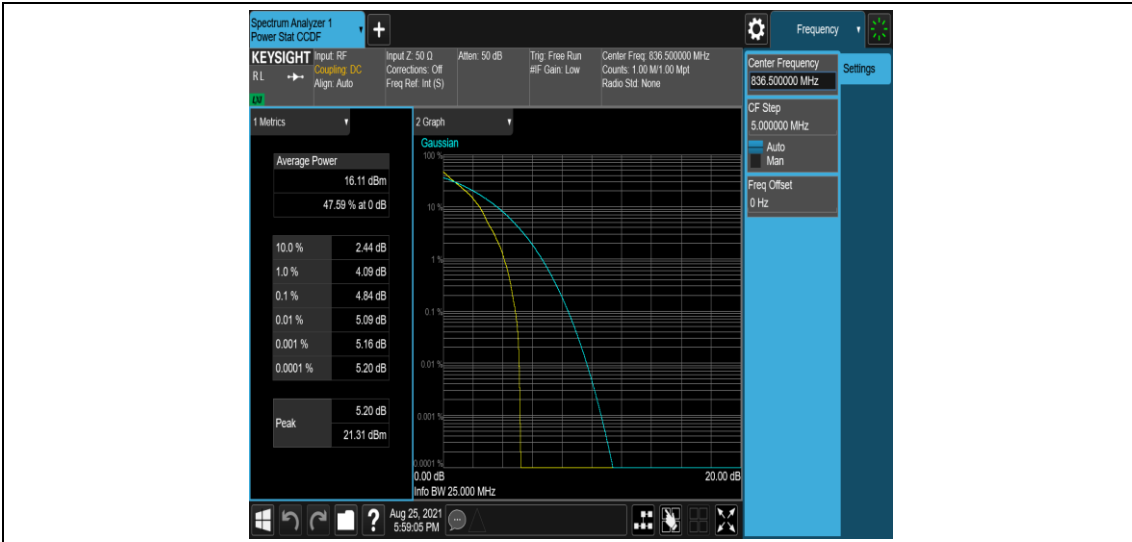 Spectrum Analyzer 1
Power Stat CCDF
Frequency
KEYSIGHT
RL
LXI
Input: RF
Coupling: DC
Align: Auto
Input Z: 50 Ω
Corrections: Off
Freq Ref: Int (S)
Atten: 50 dB
Trig: Free Run
#IF Gain: Low
Center Freq: 836.500000 MHz
Counts: 1.00 M/1.00 Mpt
Radio Std: None
Center Frequency
836.500000 MHz
Settings
CF Step
5.000000 MHz
Auto
Man
Freq Offset
0 Hz
1 Metrics
Average Power
16.11 dBm
47.59 % at 0 dB
10.0 % 2.44 dB
1.0 % 4.09 dB
0.1 % 4.84 dB
0.01 % 5.09 dB
0.001 % 5.16 dB
0.0001 % 5.20 dB
Peak
5.20 dB
21.31 dBm
2 Graph
Gaussian
100 %
10 %
1 %
0.1 %
0.01 %
0.001 %
0.0001 %
0.00 dB
20.00 dB
Info BW 25.000 MHz
Aug 25, 2021
5:59:05 PM